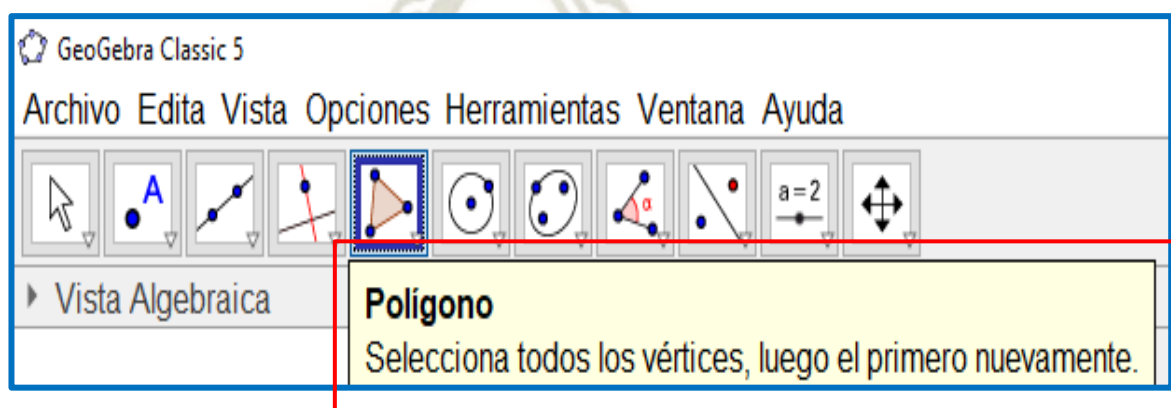 GeoGebra Classic 5
Archivo Edita Vista Opciones Herramientas Ventana Ayuda
A α a=2
Vista Algebraica
Polígono
Selecciona todos los vértices, luego el primero nuevamente.